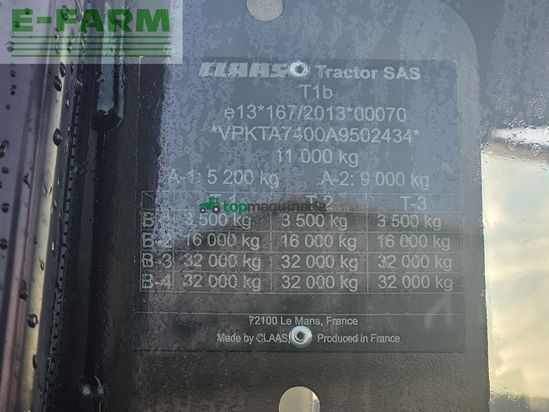 E-FARM
CLAAS Tractor SAS
T1b
e13*167/2013*00070
*VPKTA7400A9502434*
11 000 kg
A-1: 5 200 kg A-2: 9 000 kg
T-1 T-2 T-3
topmaquinaria
B-1 3 500 kg 3 500 kg 3 500 kg
B-2 16 000 kg 16 000 kg 16 000 kg
B-3 32 000 kg 32 000 kg 32 000 kg
B-4 32 000 kg 32 000 kg 32 000 kg
72100 Le Mans, France
Made by CLAAS Produced in France